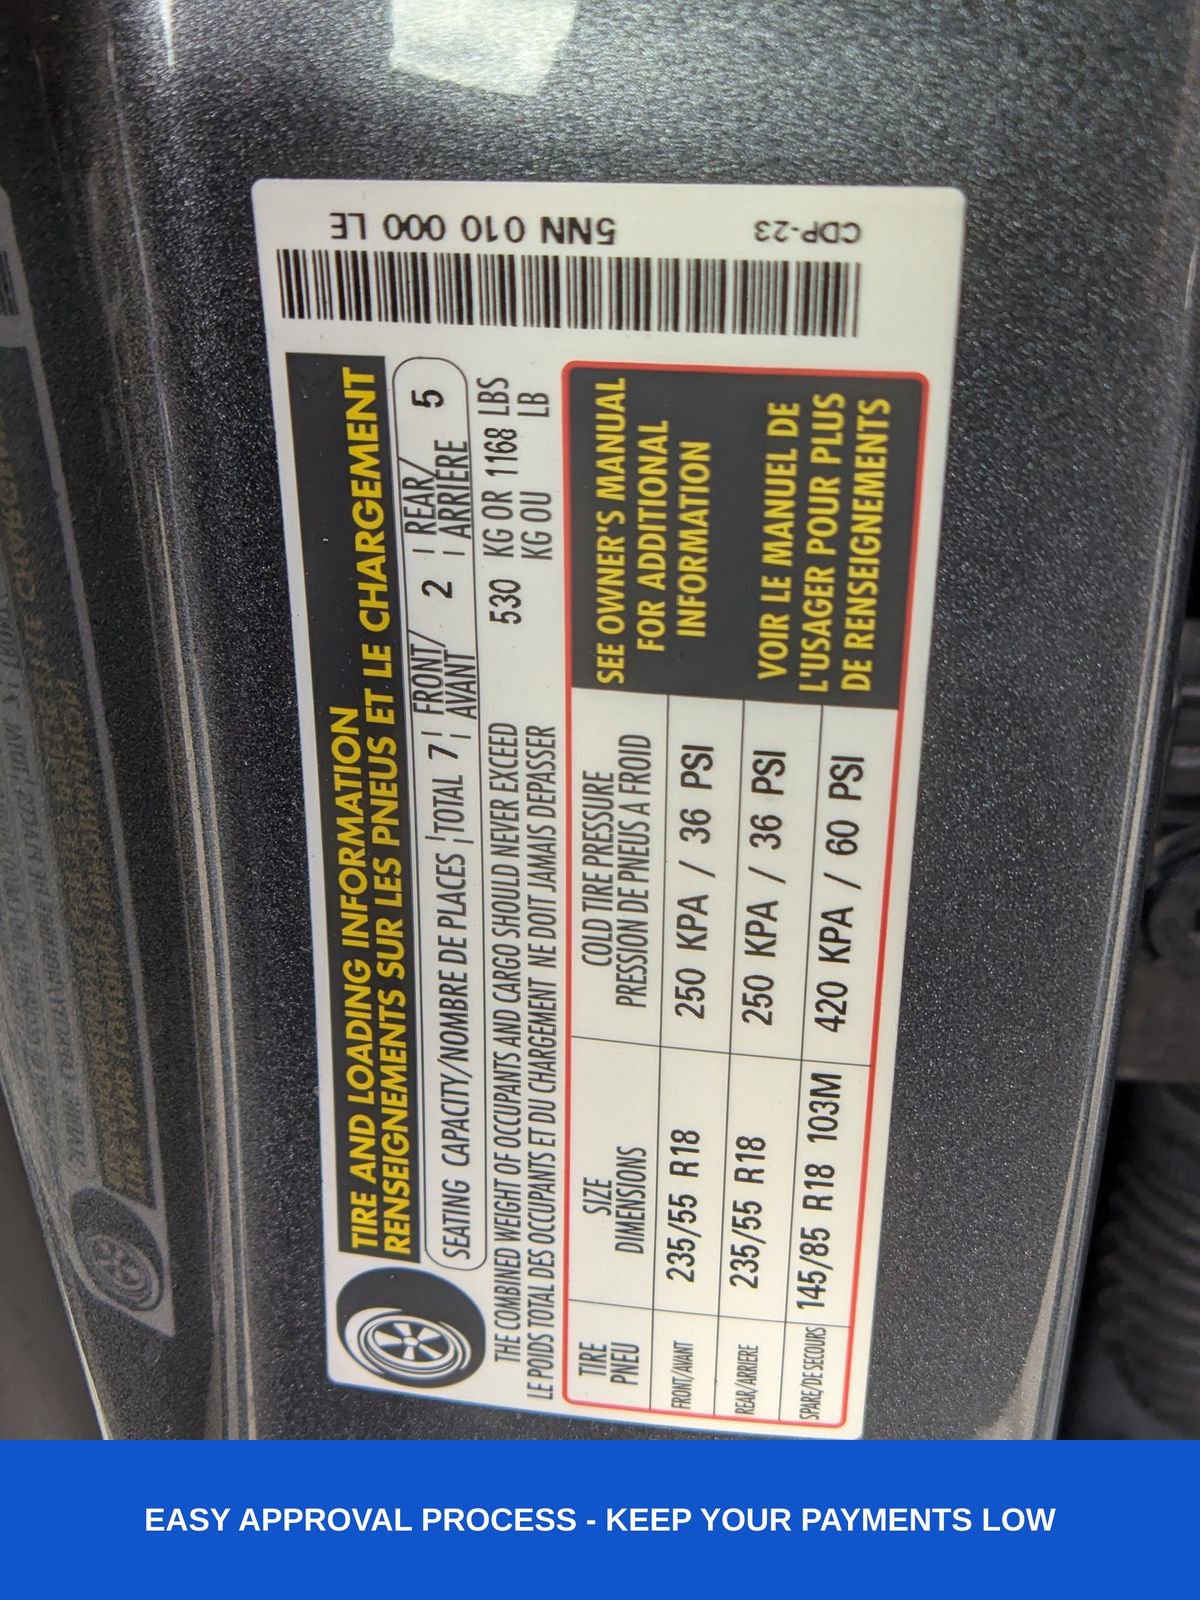 5NN 010 000 LE
CDP-23
TIRE AND LOADING INFORMATION
RENSEIGNEMENTS SUR LES PNEUS ET LE CHARGEMENT
SEATING CAPACITY/NOMBRE DE PLACES TOTAL 7 FRONT/AVANT 2 REAR/ARRIÈRE 5
THE COMBINED WEIGHT OF OCCUPANTS AND CARGO SHOULD NEVER EXCEED 530 KG OR 1168 LBS
LE POIDS TOTAL DES OCCUPANTS ET DU CHARGEMENT NE DOIT JAMAIS DEPASSER KG OU LB
TIRE SIZE COLD TIRE PRESSURE
PNEU DIMENSIONS PRESSION DE PNEUS A FROID
FRONT/AVANT 235/55 R18 250 KPA / 36 PSI
REAR/ARRIERE 235/55 R18 250 KPA / 36 PSI
SPARE/DE SECOURS 145/85 R18 103M 420 KPA / 60 PSI
SEE OWNER'S MANUAL
FOR ADDITIONAL
INFORMATION
VOIR LE MANUEL DE
L'USAGER POUR PLUS
DE RENSEIGNEMENTS
EASY APPROVAL PROCESS - KEEP YOUR PAYMENTS LOW